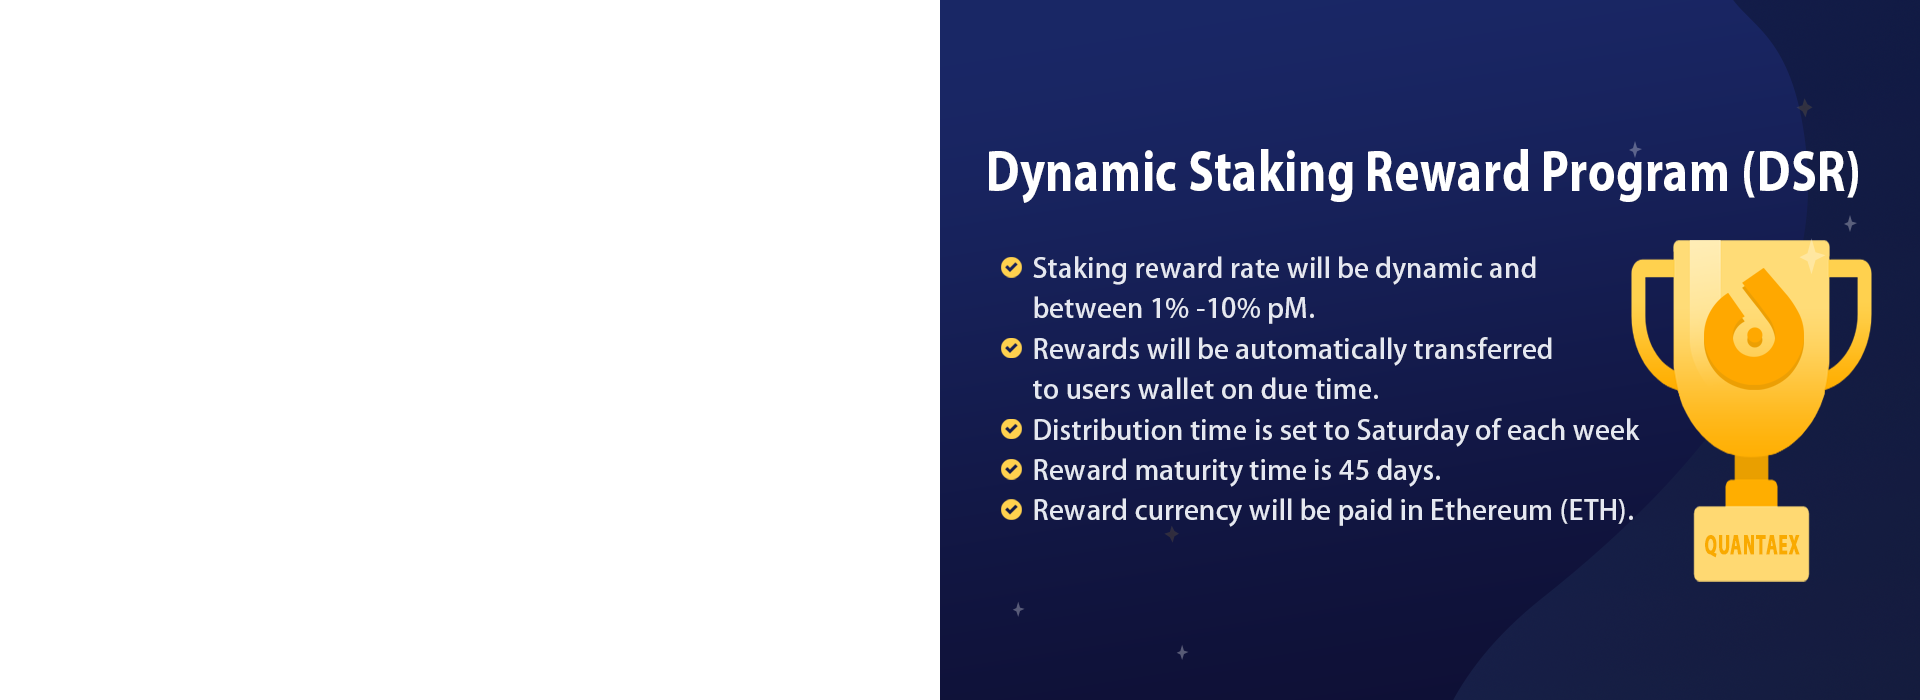 Dynamic Staking Reward Program (DSR)
Staking reward rate will be dynamic and
between 1% -10% pM.
Rewards will be automatically transferred
to users wallet on due time.
Distribution time is set to Saturday of each week
Reward maturity time is 45 days.
Reward currency will be paid in Ethereum (ETH).
QUANTAEX